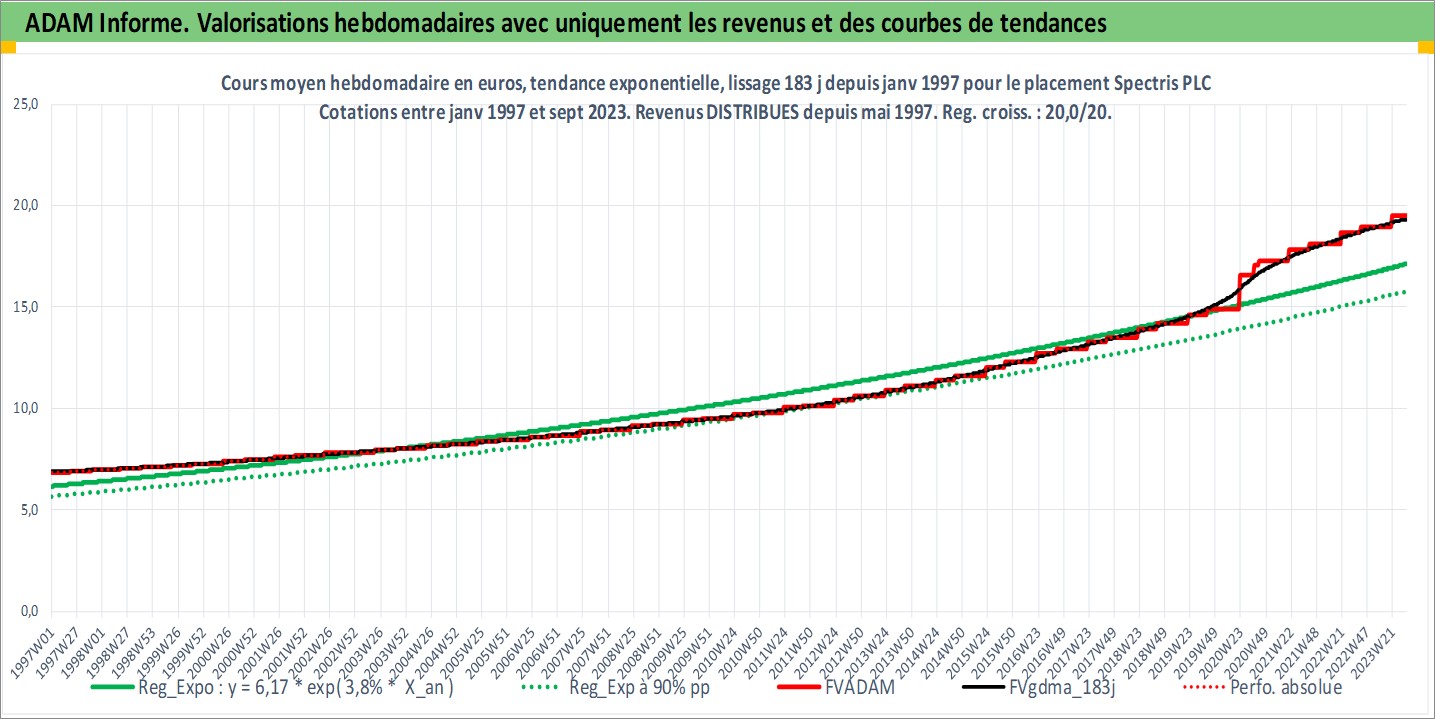 ADAM Informe. Valorisations hebdomadaires avec uniquement les revenus et des courbes de tendances
Cours moyen hebdomadaire en euros, tendance exponentielle, lissage 183 j depuis janv 1997 pour le placement Spectris PLC
Cotations entre janv 1997 et sept 2023. Revenus DISTRIBUES depuis mai 1997. Reg. croiss. : 20,0/20.
25,0
20,0
15,0
10,0
5,0
0,0
1997W01
1997W27
1998W01
1998W27
1998W53
1999W26
1999W52
2000W26
2000W52
2001W26
2001W52
2002W26
2002W52
2003W26
2003W52
2004W26
2004W52
2005W25
2005W51
2006W25
2006W51
2007W25
2007W51
2008W25
2008W51
2009W25
2009W51
2010W24
2010W50
2011W24
2011W50
2012W24
2012W50
2013W24
2013W50
2014W24
2014W50
2015W24
2015W50
2016W23
2016W49
2017W23
2017W49
2018W23
2018W49
2019W23
2019W49
2020W23
2020W49
2021W22
2021W48
2022W21
2022W47
2023W21
Reg_Expo : y = 6,17 * exp( 3,8% * X_an )
Reg_Exp à 90% pp
FVADAM
FVgdma_183j
Perfo. absolue